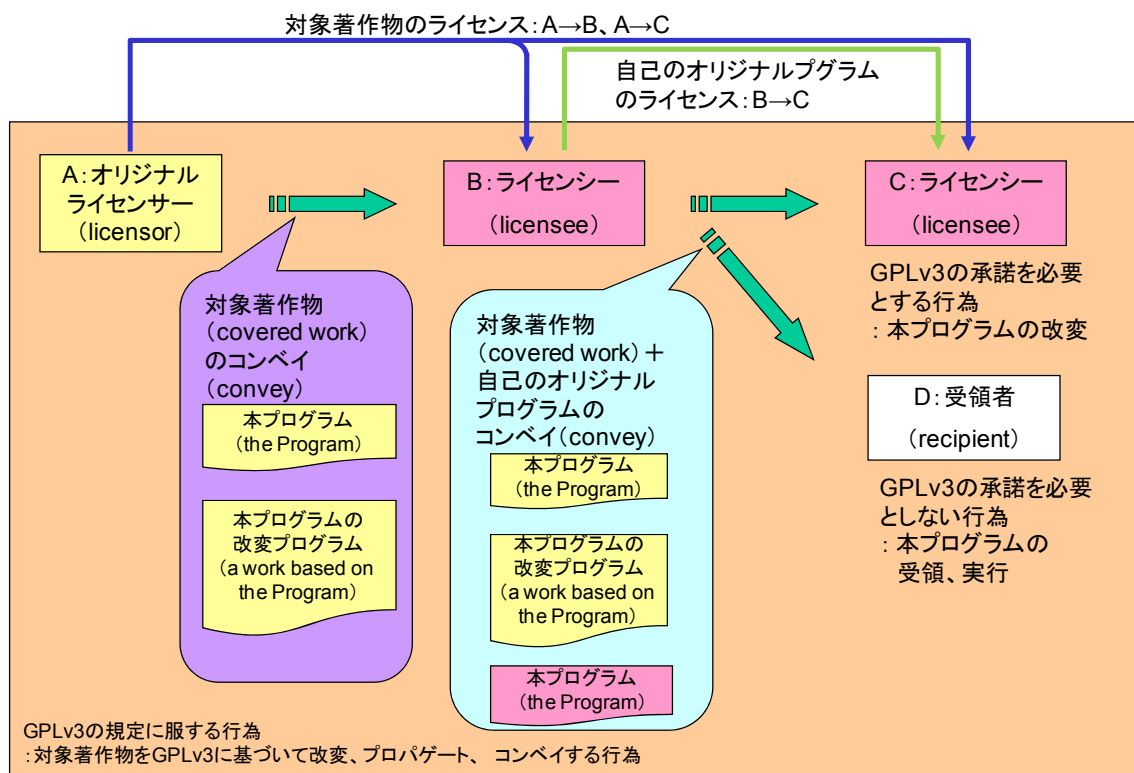 対象著作物のライセンス:A→B、A→C
自己のオリジナルプグラム
のライセンス:B→C
A:オリジナル
ライセンサー
(licensor)
B:ライセンシー
(licensee)
C:ライセンシー
(licensee)
対象著作物
(covered work)
のコンベイ
(convey)
本プログラム
(the Program)
本プログラムの
改変プログラム
(a work based on
the Program)
対象著作物
(covered work)+
自己のオリジナル
プログラムの
コンベイ(convey)
本プログラム
(the Program)
本プログラムの
改変プログラム
(a work based on
the Program)
本プログラム
(the Program)
GPLv3の承諾を必要
とする行為
:本プログラムの改変
D:受領者
(recipient)
GPLv3の承諾を必要
としない行為
:本プログラムの
受領、実行
GPLv3の規定に服する行為
:対象著作物をGPLv3に基づいて改変、プロパゲート、 コンベイする行為